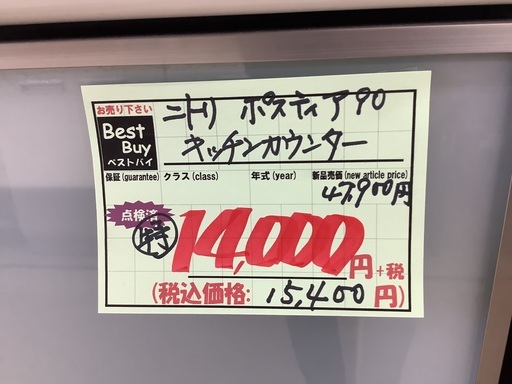 お売り下さい
Best
Buy
ベストバイ
ニトリ ポスティア90
キッチンカウンター
保証(guarantee) クラス(class) 年式(year) 新品売価(new article price)
47,900円
点検済
特 14,000円+税
(税込価格: 15,400円)